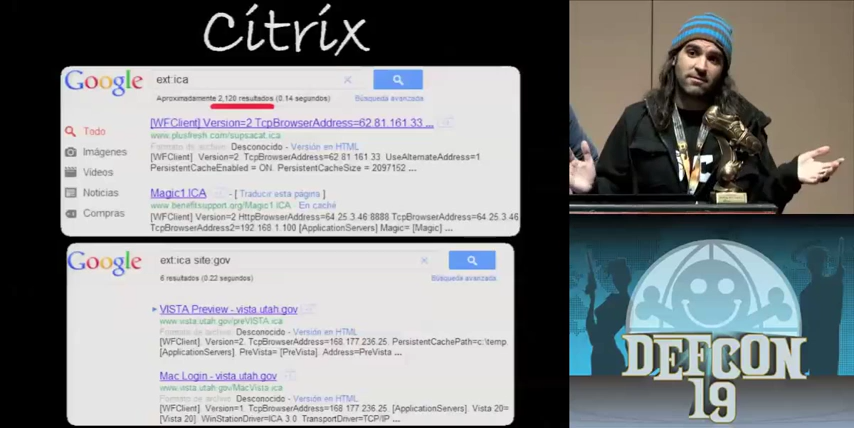 Citrix
Google
ext:ica
Aproximadamente 2,120 resultados (0.14 segundos)
Búsqueda avanzada
Todo
Imágenes
Videos
Noticias
Compras
[WFClient] Version=2 TcpBrowserAddress=62.81.161.33 ...
www.plusfresh.com/supsacat.ica
Formato de archivo: Desconocido - Versión en HTML
[WFClient]. Version=2. TcpBrowserAddress=62.81.161.33. UseAlternateAddress=1
PersistentCacheEnabled = ON. PersistentCacheSize = 2097152 ...
Magic1.ICA - [ Traducir esta página ]
www.benefitsupport.org/Magic1.ICA - En caché
[WFClient] Version=2 HttpBrowserAddress=64.25.3.46:8888 TcpBrowserAddress=64.25.3.46
TcpBrowserAddress2=192.168.1.100 [ApplicationServers] Magic= [Magic] ...
Google
ext:ica site:gov
6 resultados (0.22 segundos)
Búsqueda avanzada
VISTA Preview - vista.utah.gov
www.vista.utah.gov/preVISTA.ica
Formato de archivo: Desconocido - Versión en HTML
[WFClient]. Version=2. TcpBrowserAddress=168.177.236.25. PersistentCachePath=c:\temp.
[ApplicationServers]. PreVista= [PreVista]. Address=PreVista ...
Mac Login - vista.utah.gov
www.vista.utah.gov/MacVista.ica
Formato de archivo: Desconocido - Versión en HTML
[WFClient]. Version=1. TcpBrowserAddress=168.177.236.25. [ApplicationServers]. Vista 20=
[Vista 20]. WinStationDriver=ICA 3.0. TransportDriver=TCP/IP ...
DEFCON
19